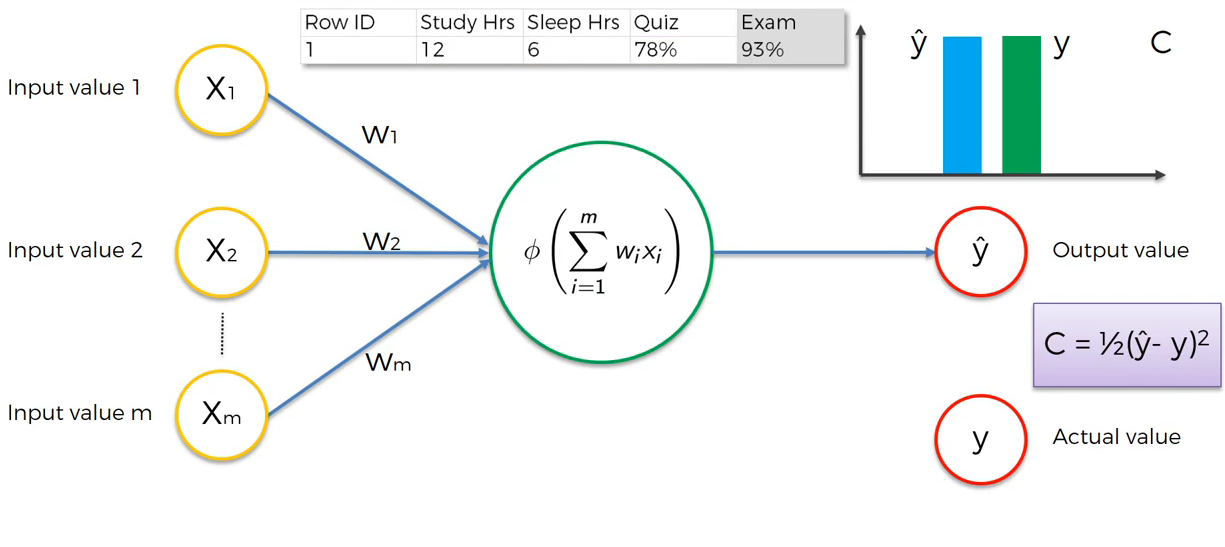 Row ID Study Hrs Sleep Hrs Quiz Exam
1 12 6 78% 93%
ŷ y C
Input value 1 X₁
W₁
Input value 2 X₂ W₂
ϕ ( m ∑ i=1 wᵢxᵢ )
ŷ Output value
C = ½(ŷ- y)²
Wₘ
Input value m Xₘ
y Actual value